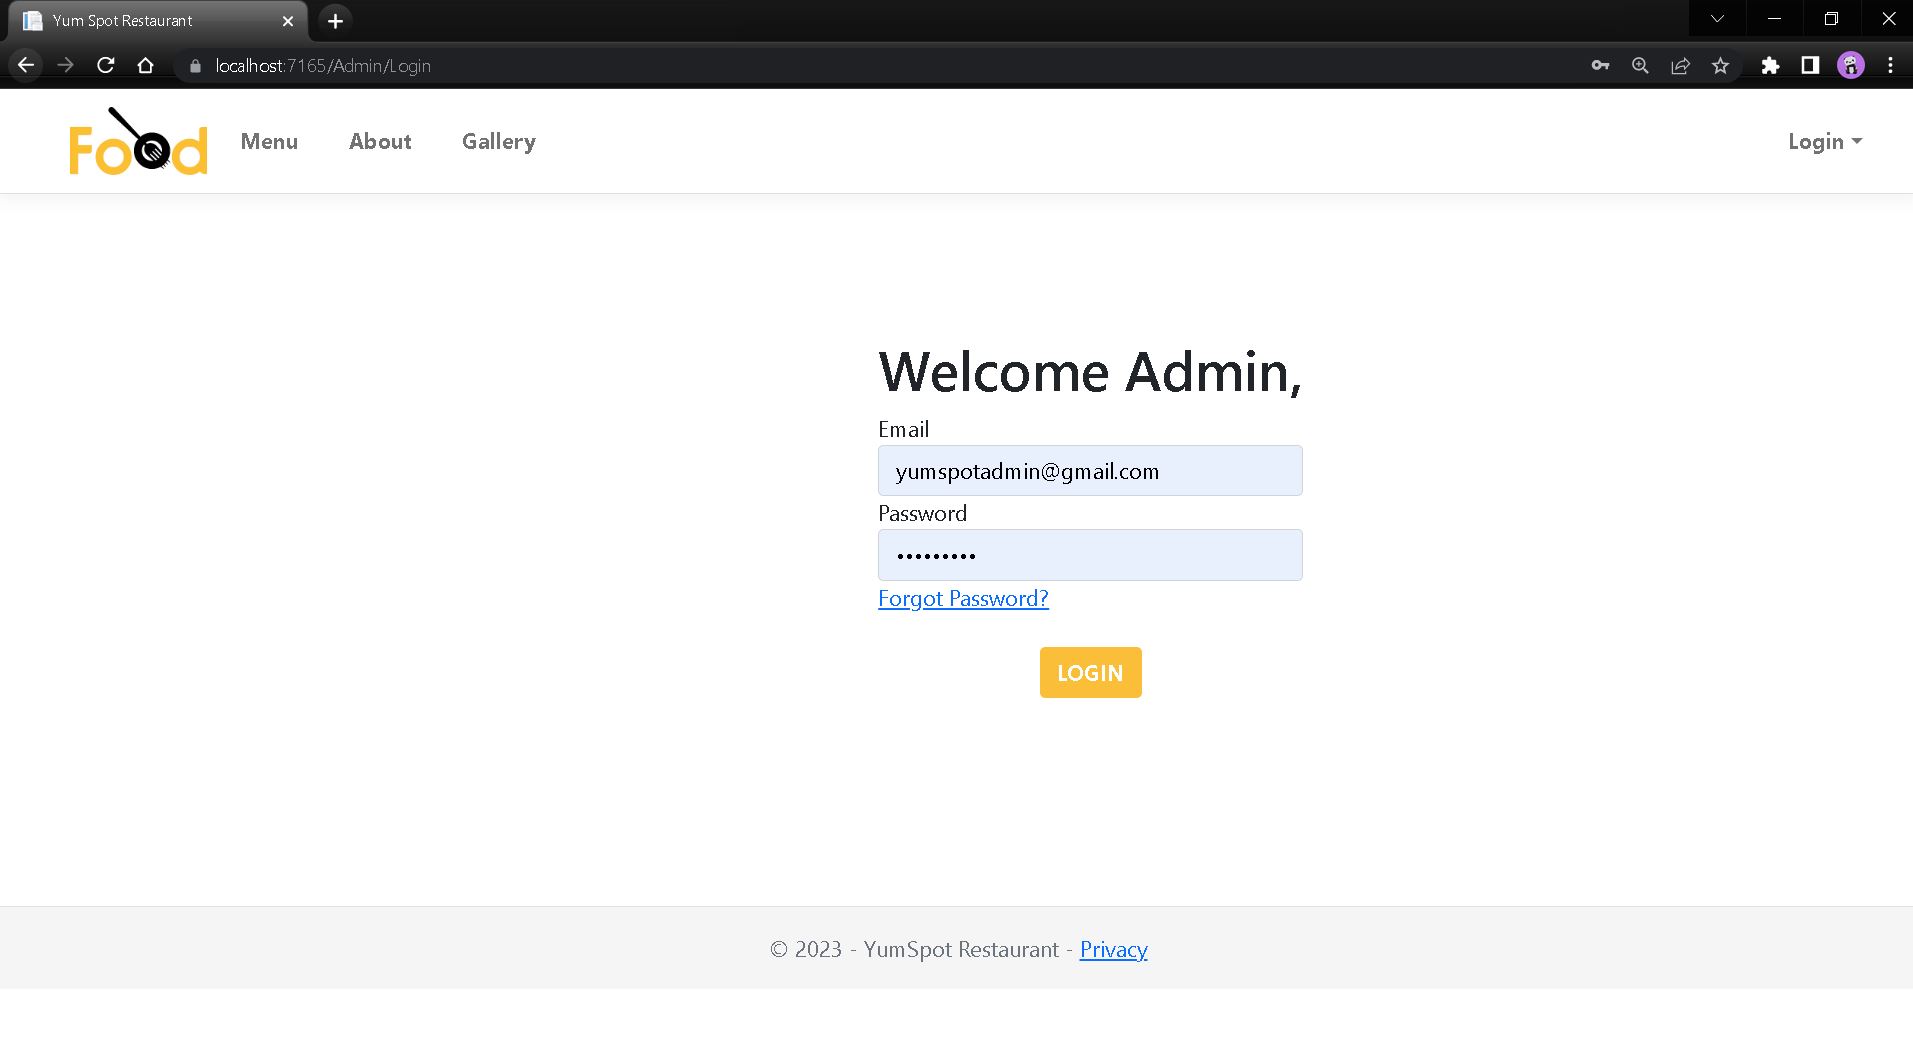 Yum Spot Restaurant
localhost:7165/Admin/Login
Food Menu About Gallery Login
Welcome Admin,
Email
yumspotadmin@gmail.com
Password
•••••••••
Forgot Password?
LOGIN
© 2023 - YumSpot Restaurant - Privacy